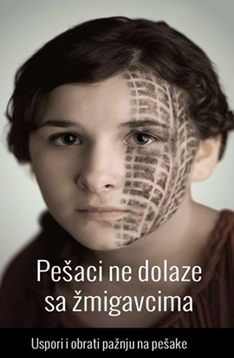 Pešaci ne dolaze
sa žmigavcima
Uspori i obrati pažnju na pešake